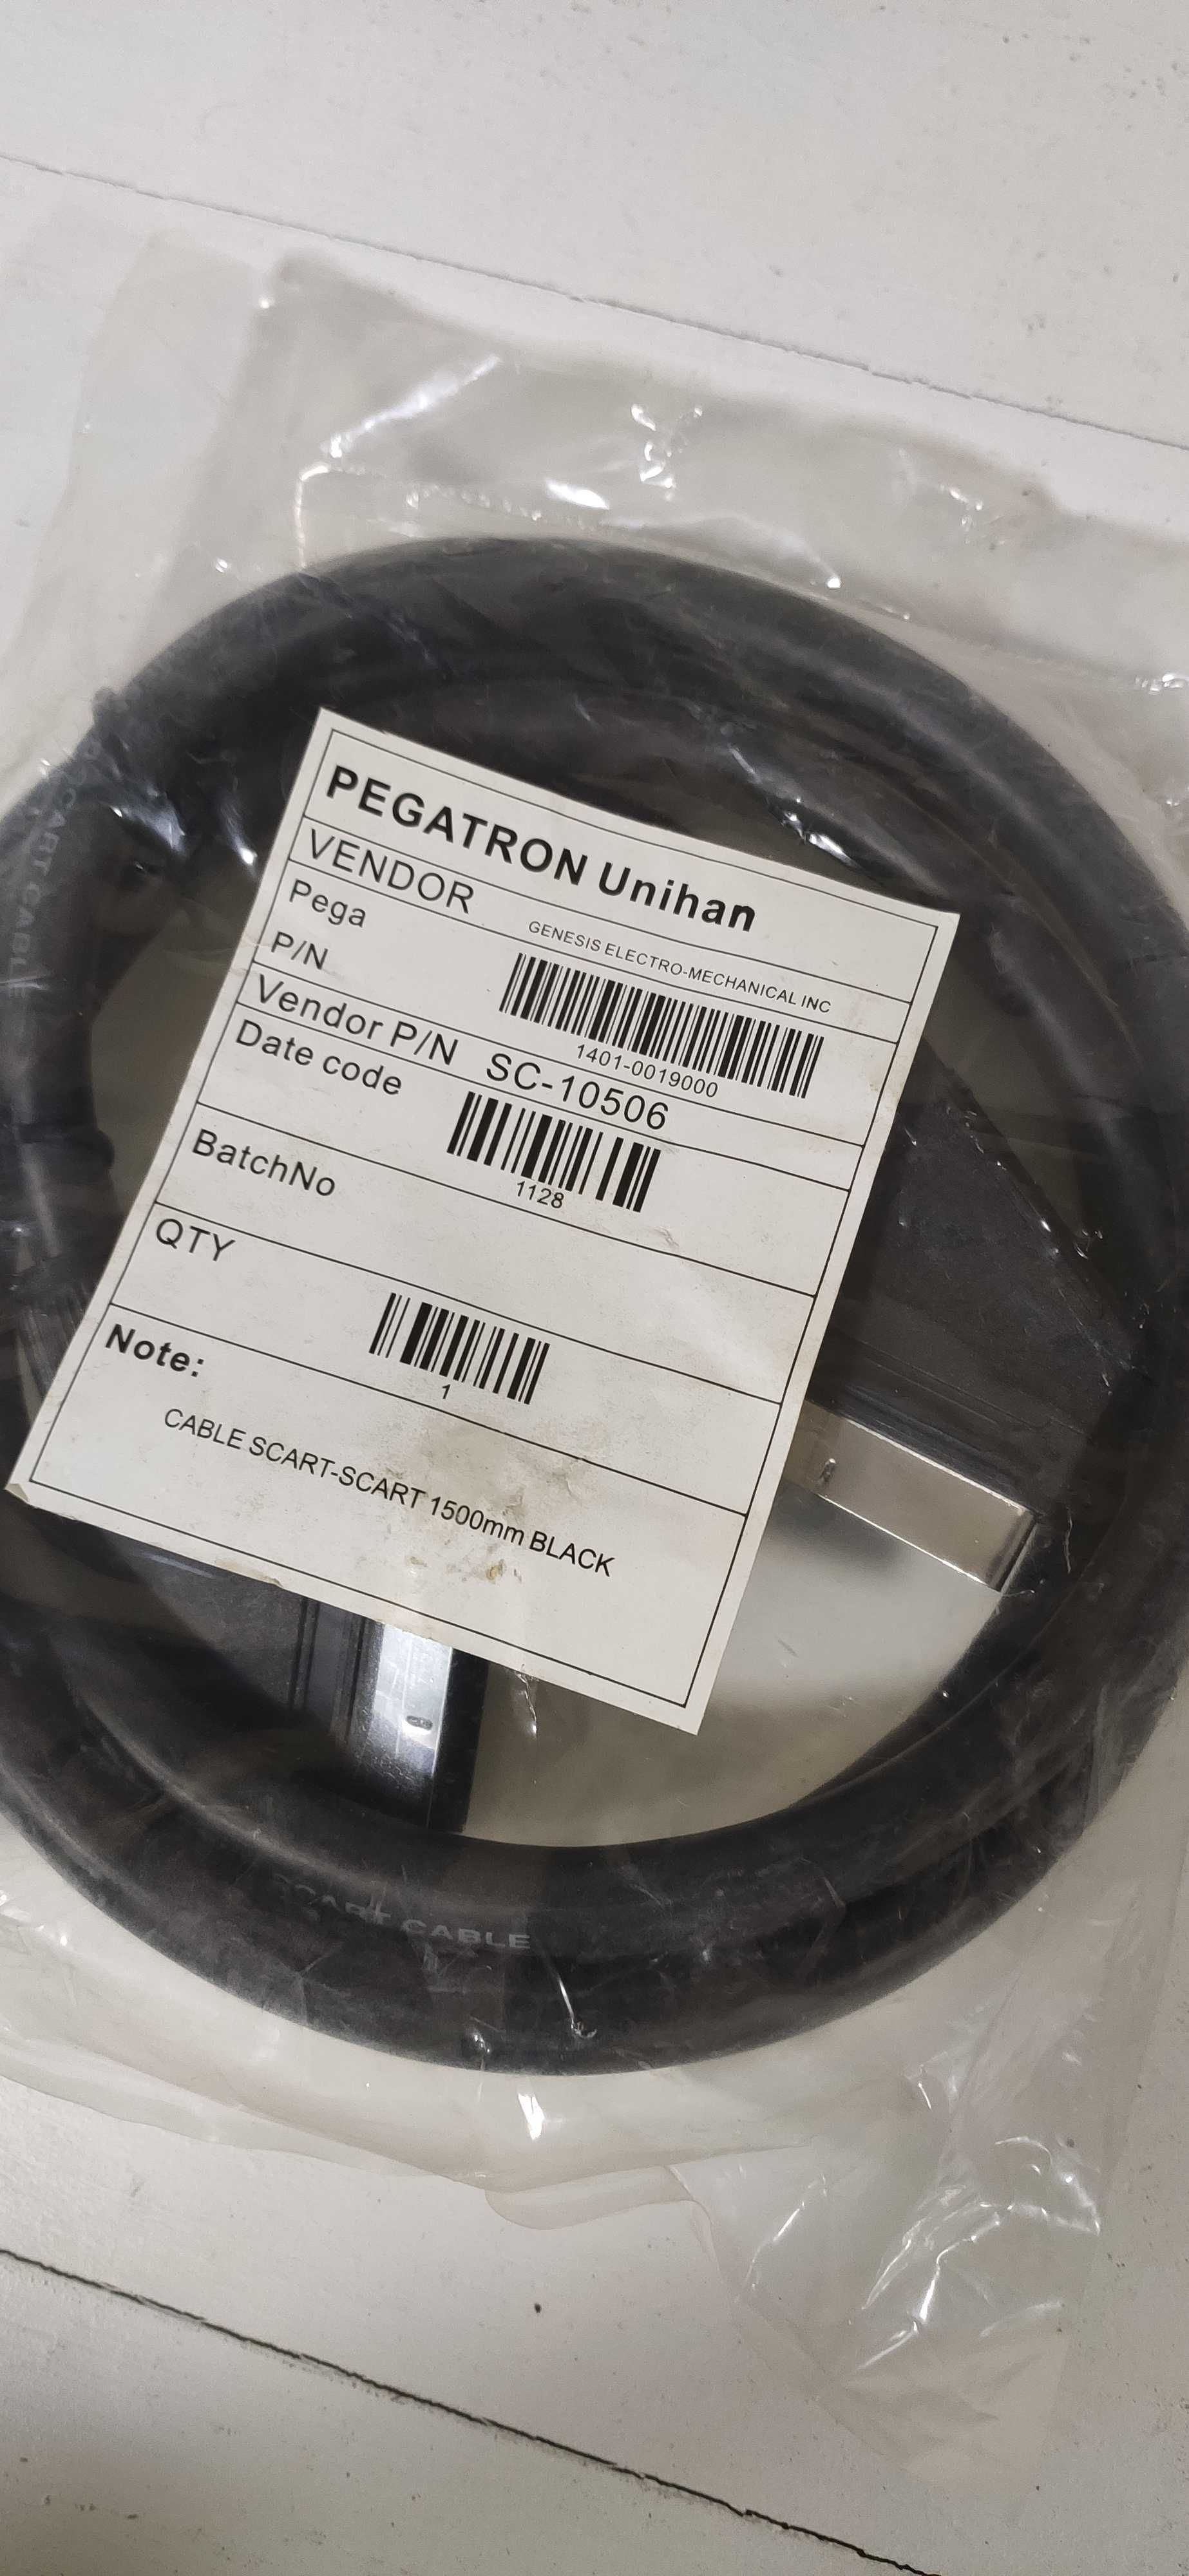 PEGATRON Unihan
VENDOR GENESIS ELECTRO-MECHANICAL INC
Pega
P/N
1401-0019000
Vendor P/N SC-10506
Date code
1128
BatchNo
QTY
1
Note:
CABLE SCART-SCART 1500mm BLACK
SCART CABLE
SCART CABLE